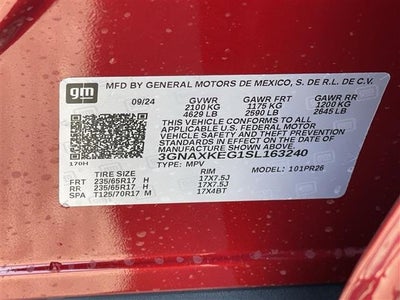 gm
MFD BY GENERAL MOTORS DE MEXICO, S. DE R.L. DE C.V.
09/24 GVWR GAWR FRT GAWR RR
2100 KG 1175 KG 1200 KG
4629 LB 2590 LB 2645 LB
THIS VEHICLE CONFORMS TO ALL APPLICABLE
U.S. FEDERAL MOTOR
VEHICLE SAFETY AND THEFT PREVENTION
STANDARDS IN EFFECT ON THE DATE OF
MANUFACTURE SHOWN ABOVE.
170H 3GNAXKEG1SL163240
TYPE: MPV MODEL: 101PR26
TIRE SIZE RIM
FRT 235/65R17 H 17X7.5J
RR 235/65R17 H 17X7.5J
SPA T125/70R17 M 17X4BT